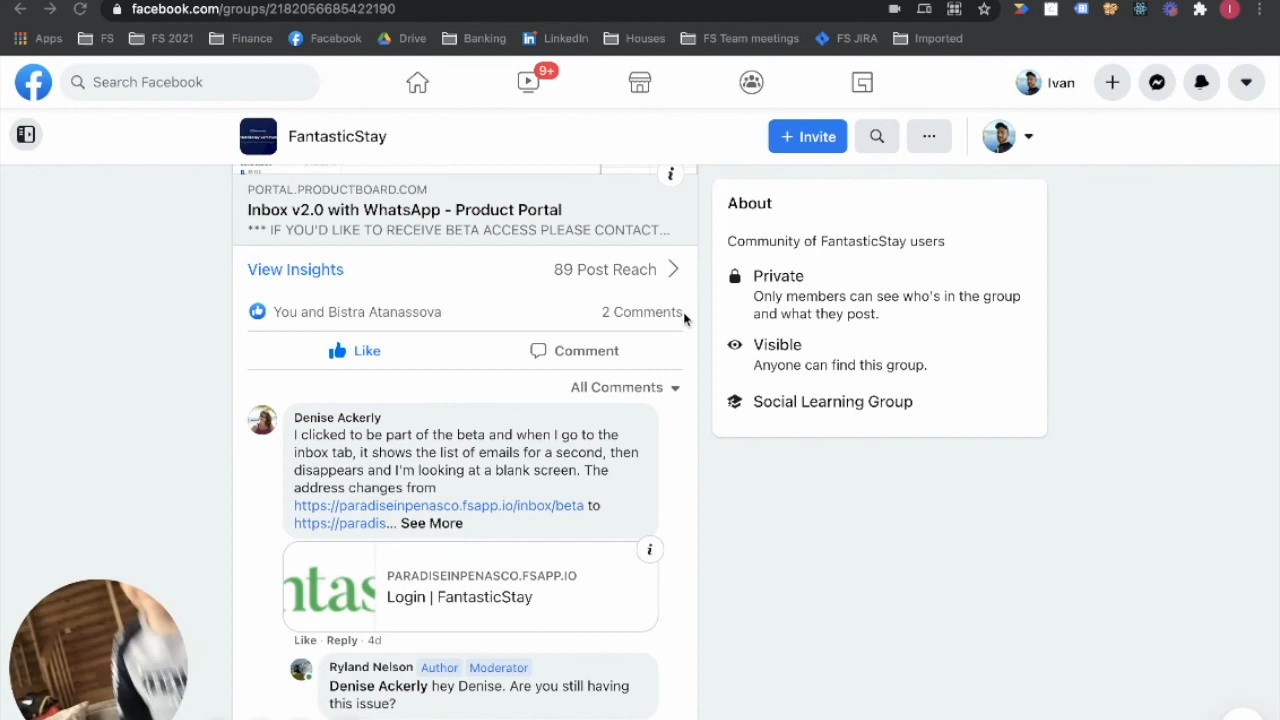 facebook.com/groups/2182056685422190
Apps FS FS 2021 Finance Facebook Drive Banking LinkedIn Houses FS Team meetings FS JIRA Imported
Search Facebook
9+
Ivan
FantasticStay
+ Invite
PORTAL.PRODUCTBOARD.COM
Inbox v2.0 with WhatsApp - Product Portal
*** IF YOU'D LIKE TO RECEIVE BETA ACCESS PLEASE CONTACT...
View Insights
89 Post Reach
You and Bistra Atanassova
2 Comments
Like
Comment
All Comments
Denise Ackerly
I clicked to be part of the beta and when I go to the
inbox tab, it shows the list of emails for a second, then
disappears and I'm looking at a blank screen. The
address changes from
https://paradiseinpenasco.fsapp.io/inbox/beta to
https://paradis... See More
ntas
PARADISEINPENASCO.FSAPP.IO
Login | FantasticStay
Like · Reply · 4d
Ryland Nelson Author Moderator
Denise Ackerly hey Denise. Are you still having
this issue?
About
Community of FantasticStay users
Private
Only members can see who's in the group
and what they post.
Visible
Anyone can find this group.
Social Learning Group